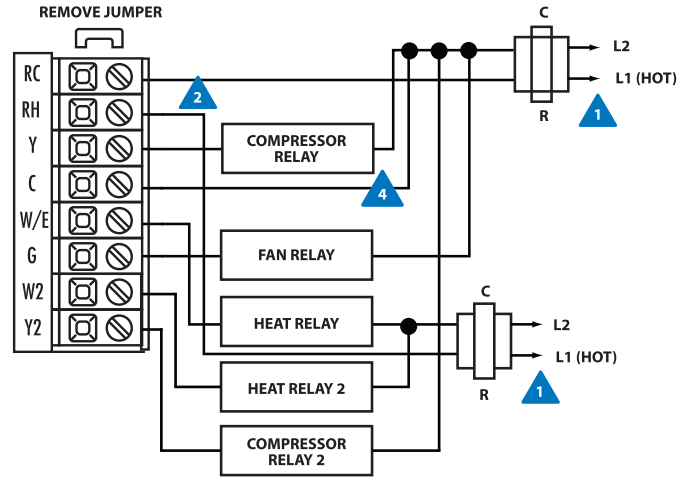 REMOVE JUMPER
C
L2
RC
L1 (HOT)
2
RH
R
1
Y
COMPRESSOR
RELAY
C
4
W/E
G
FAN RELAY
W2
C
Y2
HEAT RELAY
L2
L1 (HOT)
HEAT RELAY 2
R
1
COMPRESSOR
RELAY 2